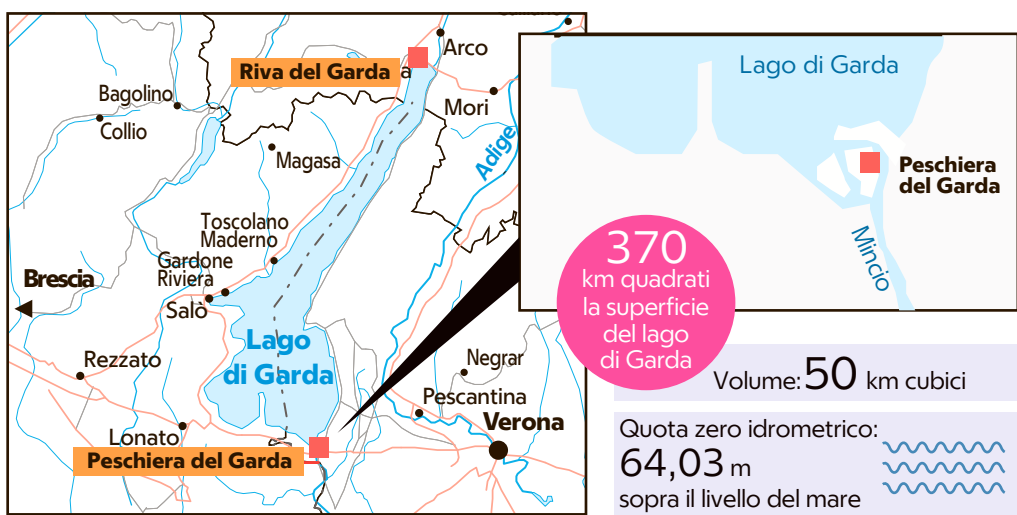 Arco
Riva del Garda
a
Bagolino
Mori
Collio
Adige
Magasa
Toscolano
Maderno
Gardone
Riviera
Brescia
Salò
Lago
di Garda
Rezzato
Negrar
Pescantina
Verona
Lonato
Peschiera del Garda
Lago di Garda
Peschiera
del Garda
Mincio
370
km quadrati
la superficie
del lago
di Garda
Volume: 50 km cubici
Quota zero idrometrico:
64,03 m
sopra il livello del mare